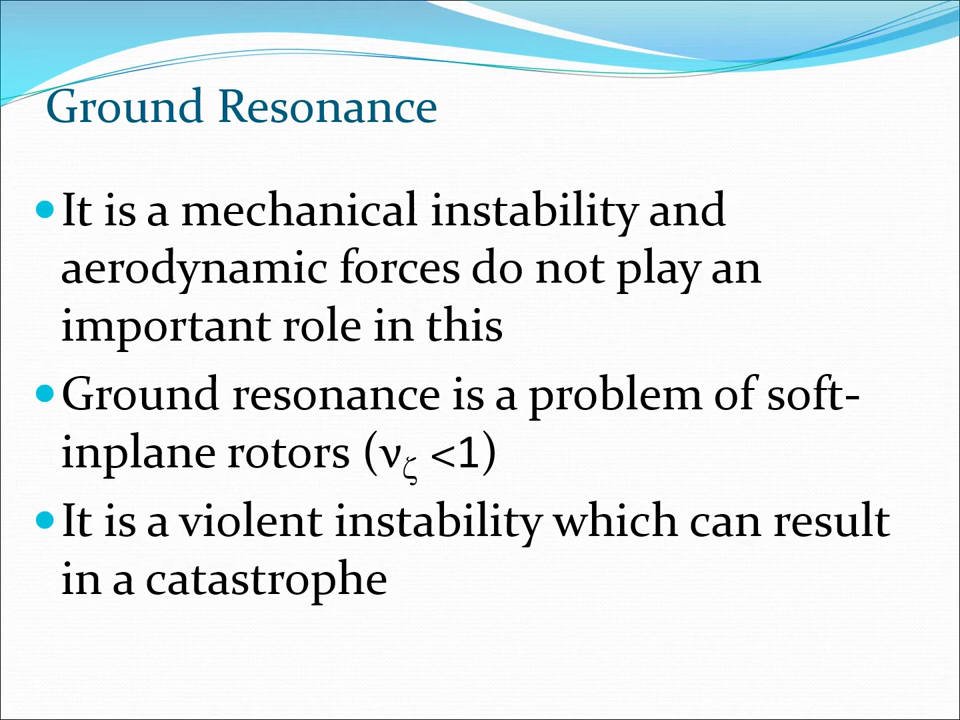 Ground Resonance
• It is a mechanical instability and
aerodynamic forces do not play an
important role in this
• Ground resonance is a problem of soft-
inplane rotors (νζ <1)
• It is a violent instability which can result
in a catastrophe